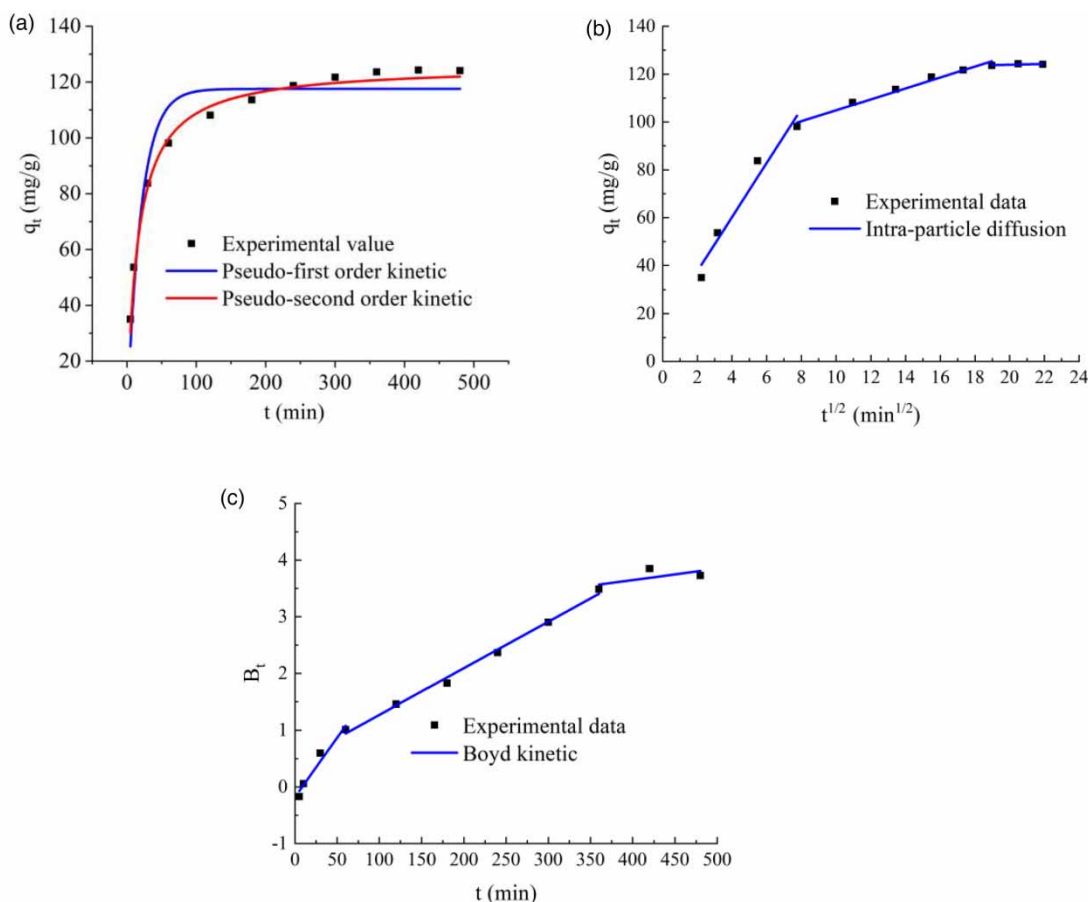 (a)
140
120
100
80
60
40
20
q_t (mg/g)
Experimental value
Pseudo-first order kinetic
Pseudo-second order kinetic
0 100 200 300 400 500
t (min)
(b)
140
120
100
80
60
40
20
0
q_t (mg/g)
Experimental data
Intra-particle diffusion
0 2 4 6 8 10 12 14 16 18 20 22 24
t^{1/2} (min^{1/2})
(c)
5
4
3
2
1
0
-1
B_t
Experimental data
Boyd kinetic
0 50 100 150 200 250 300 350 400 450 500
t (min)